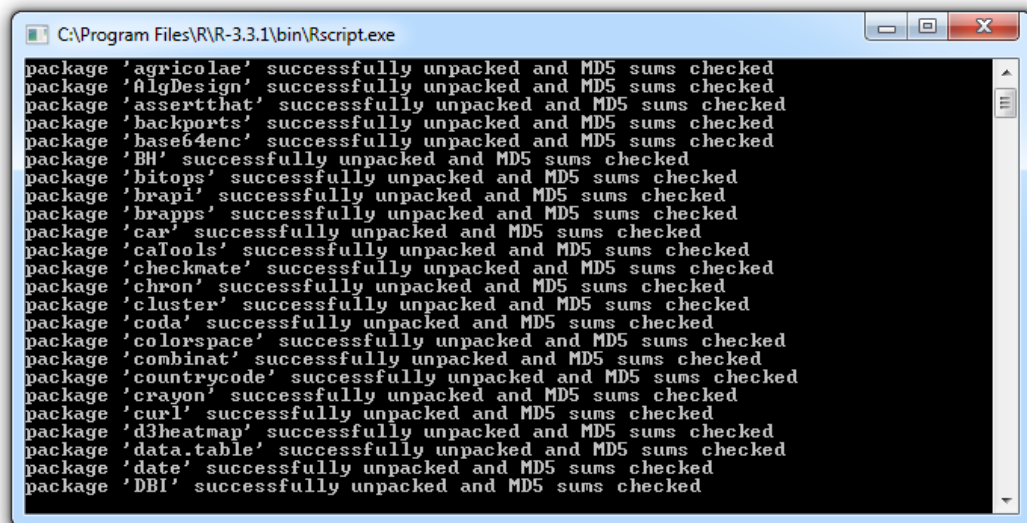 C:\Program Files\R\R-3.3.1\bin\Rscript.exe
package 'agricolae' successfully unpacked and MD5 sums checked
package 'AlgDesign' successfully unpacked and MD5 sums checked
package 'assertthat' successfully unpacked and MD5 sums checked
package 'backports' successfully unpacked and MD5 sums checked
package 'base64enc' successfully unpacked and MD5 sums checked
package 'BH' successfully unpacked and MD5 sums checked
package 'bitops' successfully unpacked and MD5 sums checked
package 'brapi' successfully unpacked and MD5 sums checked
package 'brapps' successfully unpacked and MD5 sums checked
package 'car' successfully unpacked and MD5 sums checked
package 'caTools' successfully unpacked and MD5 sums checked
package 'checkmate' successfully unpacked and MD5 sums checked
package 'chron' successfully unpacked and MD5 sums checked
package 'cluster' successfully unpacked and MD5 sums checked
package 'coda' successfully unpacked and MD5 sums checked
package 'colorspace' successfully unpacked and MD5 sums checked
package 'combinat' successfully unpacked and MD5 sums checked
package 'countrycode' successfully unpacked and MD5 sums checked
package 'crayon' successfully unpacked and MD5 sums checked
package 'curl' successfully unpacked and MD5 sums checked
package 'd3heatmap' successfully unpacked and MD5 sums checked
package 'data.table' successfully unpacked and MD5 sums checked
package 'date' successfully unpacked and MD5 sums checked
package 'DBI' successfully unpacked and MD5 sums checked